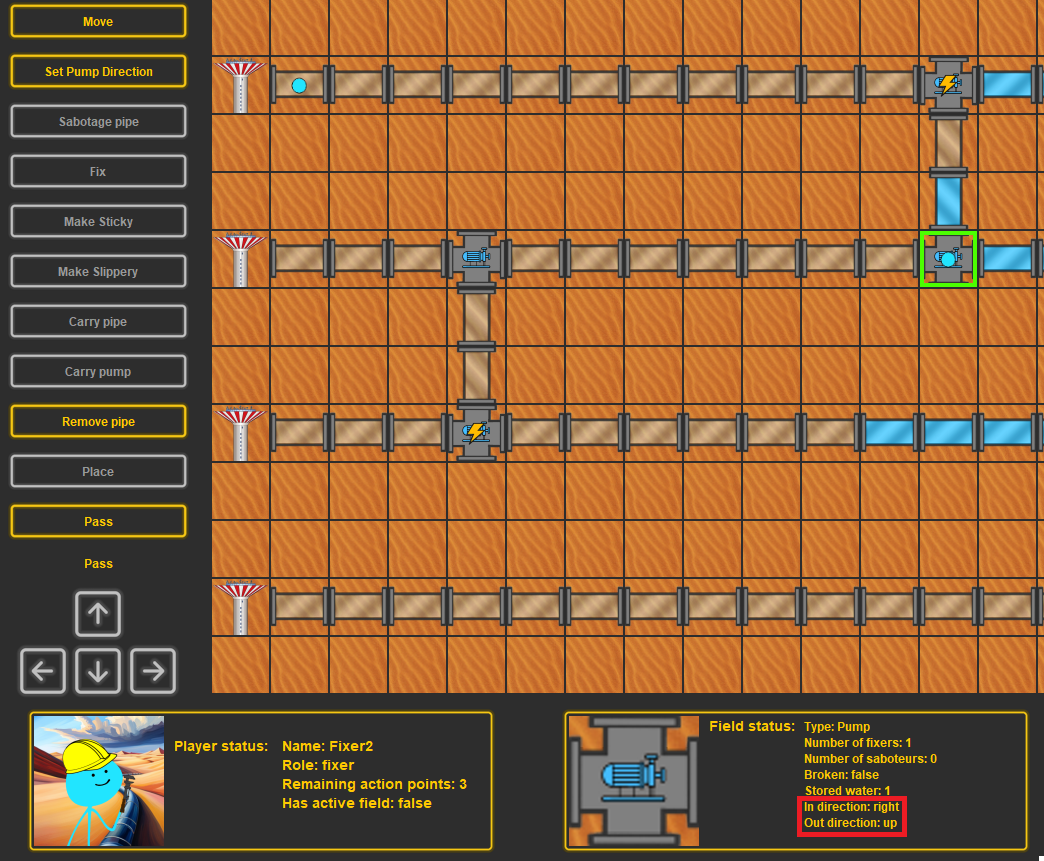 Move
Set Pump Direction
Sabotage pipe
Fix
Make Sticky
Make Slippery
Carry pipe
Carry pump
Remove pipe
Place
Pass
Pass
Player status:
Name: Fixer2
Role: fixer
Remaining action points: 3
Has active field: false
Field status:
Type: Pump
Number of fixers: 1
Number of saboteurs: 0
Broken: false
Stored water: 1
In direction: right
Out direction: up